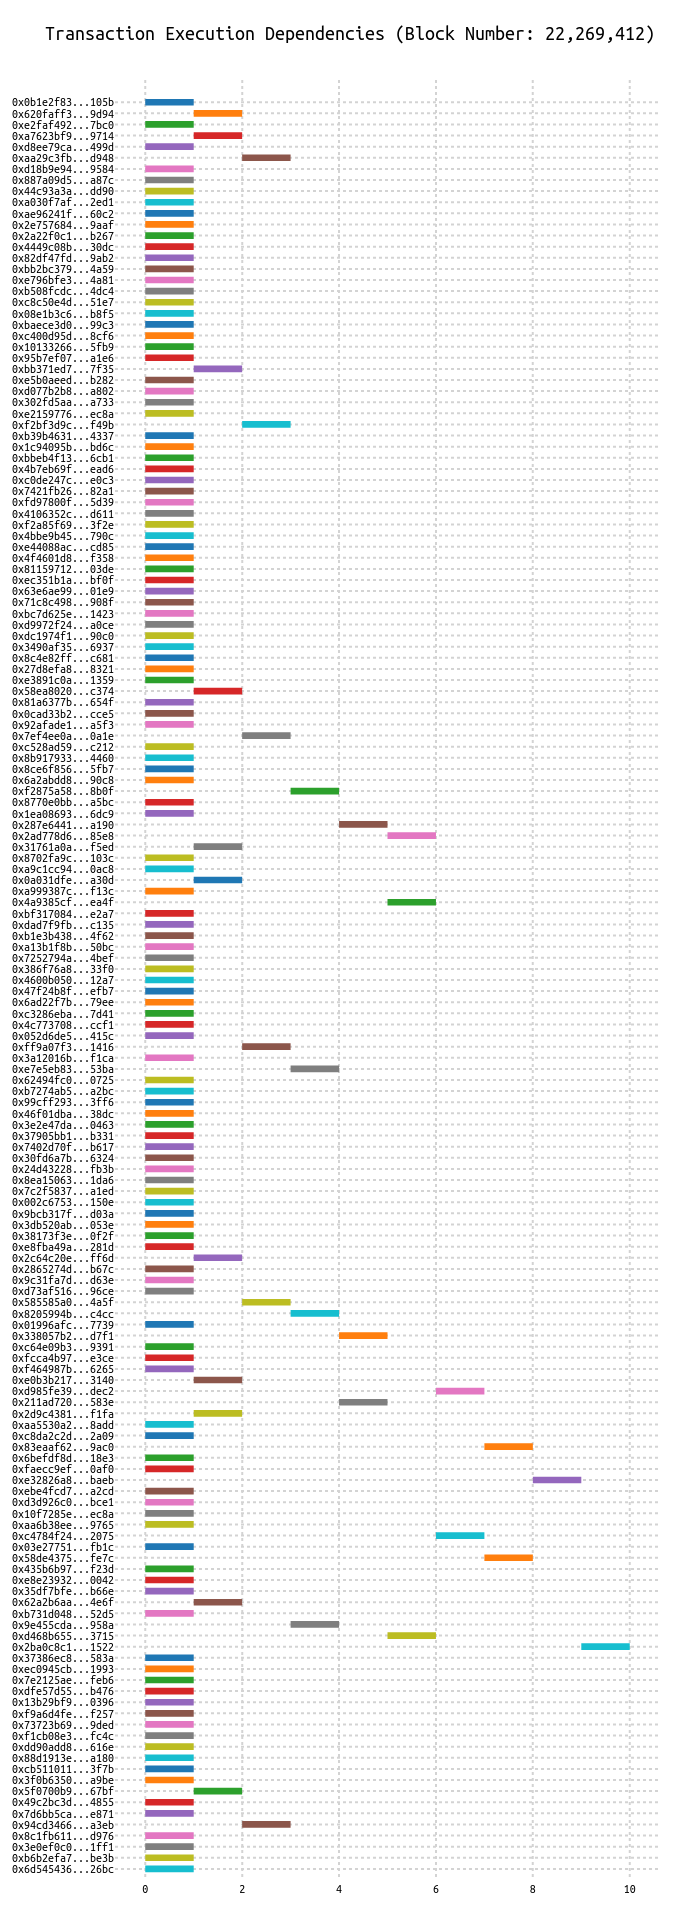 Transaction Execution Dependencies (Block Number: 22,269,412)
0x0b1e2f83...105b
0x620faff3...9d94
0xe2faf492...7bc0
0xa7623bf9...9714
0xd8ee79ca...499d
0xaa29c3fb...d948
0xd18b9e94...9584
0x887a09d5...a87c
0x44c93a3a...dd90
0xa030f7af...2ed1
0xae96241f...60c2
0x2e757684...9aaf
0x2a22f0c1...b267
0x4449c08b...30dc
0x82df47fd...9ab2
0xbb2bc379...4a59
0xe796bfe3...4a81
0xb508fcdc...4dc4
0xc8c50e4d...51e7
0x08e1b3c6...b8f5
0xbaece3d0...99c3
0xc400d95d...8cf6
0x10133266...5fb9
0x95b7ef07...a1e6
0xbb371ed7...7f35
0xe5b0aeed...b282
0xd077b2b8...a802
0x302fd5aa...a733
0xe2159776...ec8a
0xf2bf3d9c...f49b
0xb39b4631...4337
0x1c94095b...bd6c
0xbbeb4f13...6cb1
0x4b7eb69f...ead6
0xc0de247c...e0c3
0x7421fb26...82a1
0xfd97800f...5d39
0x4106352c...d611
0xf2a85f69...3f2e
0x4bbe9b45...790c
0xe44088ac...cd85
0x4f4601d8...f358
0x81159712...03de
0xec351b1a...bf0f
0x63e6ae99...01e9
0x71c8c498...908f
0xbc7d625e...1423
0xd9972f24...a0ce
0xdc1974f1...90c0
0x3490af35...6937
0x8c4e82ff...c681
0x27d8efa8...8321
0xe3891c0a...1359
0x58ea8020...c374
0x81a6377b...654f
0x0cad33b2...cce5
0x92afade1...a5f3
0x7ef4ee0a...0a1e
0xc528ad59...c212
0x8b917933...4460
0x8ce6f856...5fb7
0x6a2abdd8...90c8
0xf2875a58...8b0f
0x8770e0bb...a5bc
0x1ea08693...6dc9
0x287e6441...a190
0x2ad778d6...85e8
0x31761a0a...f5ed
0x8702fa9c...103c
0xa9c1cc94...0ac8
0x0a031dfe...a30d
0xa999387c...f13c
0x4a9385cf...ea4f
0xbf317084...e2a7
0xdad7f9fb...c135
0xb1e3b438...4f62
0xa13b1f8b...50bc
0x7252794a...4bef
0x386f76a8...33f0
0x4600b050...12a7
0x47f24b8f...efb7
0x6ad22f7b...79ee
0xc3286eba...7d41
0x4c773708...ccf1
0x052d6de5...415c
0xff9a07f3...1416
0x3a12016b...f1ca
0xe7e5eb83...53ba
0x62494fc0...0725
0xb7274ab5...a2bc
0x99cff293...3ff6
0x46f01dba...38dc
0x3e2e47da...0463
0x37905bb1...b331
0x7402d70f...b617
0x30fd6a7b...6324
0x24d43228...fb3b
0x8ea15063...1da6
0x7c2f5837...a1ed
0x002c6753...150e
0x9bcb317f...d03a
0x3db520ab...053e
0x38173f3e...0f2f
0xe8fba49a...281d
0x2c64c20e...ff6d
0x2865274d...b67c
0x9c31fa7d...d63e
0xd73af516...96ce
0x585585a0...4a5f
0x8205994b...c4cc
0x01996afc...7739
0x338057b2...d7f1
0xc64e09b3...9391
0xfcca4b97...e3ce
0xf464987b...6265
0xe0b3b217...3140
0xd985fe39...dec2
0x211ad720...583e
0x2d9c4381...f1fa
0xaa5530a2...8add
0xc8da2c2d...2a09
0x83eaaf62...9ac0
0x6befdf8d...18e3
0xfaecc9ef...0af0
0xe32826a8...baeb
0xebe4fcd7...a2cd
0xd3d926c0...bce1
0x10f7285e...ec8a
0xaa6b38ee...9765
0xc4784f24...2075
0x03e27751...fb1c
0x58de4375...fe7c
0x435b6b97...f23d
0xe8e23932...0042
0x35df7bfe...b66e
0x62a2b6aa...4e6f
0xb731d048...52d5
0x9e455cda...958a
0xd468b655...3715
0x2ba0c8c1...1522
0x37386ec8...583a
0xec0945cb...1993
0x7e2125ae...feb6
0xdfe57d55...b476
0x13b29bf9...0396
0xf9a6d4fe...f257
0x73723b69...9ded
0xf1cb08e3...fc4c
0xdd90add8...616e
0x88d1913e...a180
0xcb511011...3f7b
0x3f0b6350...a9be
0x5f0700b9...67bf
0x49c2bc3d...4855
0x7d6bb5ca...e871
0x94cd3466...a3eb
0x8c1fb611...d976
0x3e0ef0c0...1ff1
0xb6b2efa7...be3b
0x6d545436...26bc
0 2 4 6 8 10